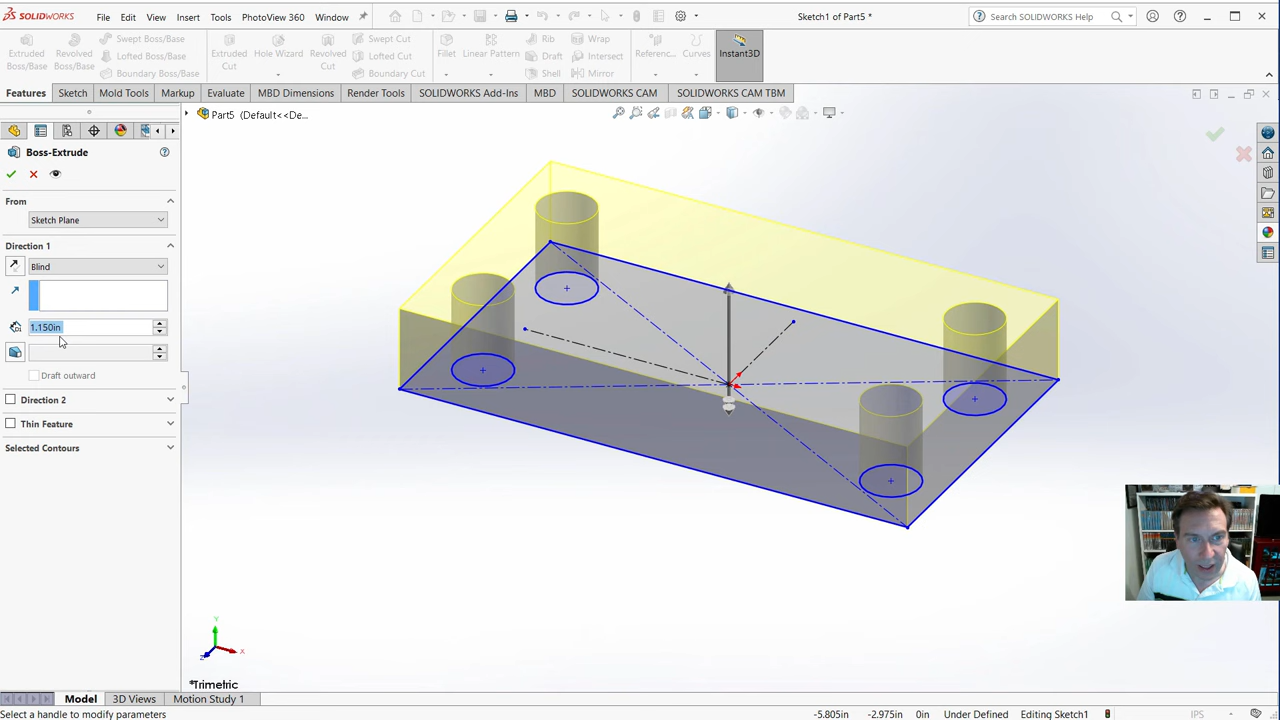 SOLIDWORKS File Edit View Insert Tools PhotoView 360 Window Sketch1 of Part5 * Search SOLIDWORKS Help
Extruded Boss/Base
Revolved Boss/Base
Swept Boss/Base
Lofted Boss/Base
Boundary Boss/Base
Extruded Cut
Hole Wizard
Revolved Cut
Swept Cut
Lofted Cut
Boundary Cut
Fillet
Linear Pattern
Rib
Draft
Shell
Wrap
Intersect
Mirror
Referenc...
Curves
Instant3D
Features Sketch Mold Tools Markup Evaluate MBD Dimensions Render Tools SOLIDWORKS Add-Ins MBD SOLIDWORKS CAM SOLIDWORKS CAM TBM
Part5 (Default<<De...
Boss-Extrude
From
Sketch Plane
Direction 1
Blind
1.150in
Draft outward
Direction 2
Thin Feature
Selected Contours
Y
X
Z
*Trimetric
Model 3D Views Motion Study 1
Select a handle to modify parameters -5.805in -2.975in 0in Under Defined Editing Sketch1 IPS